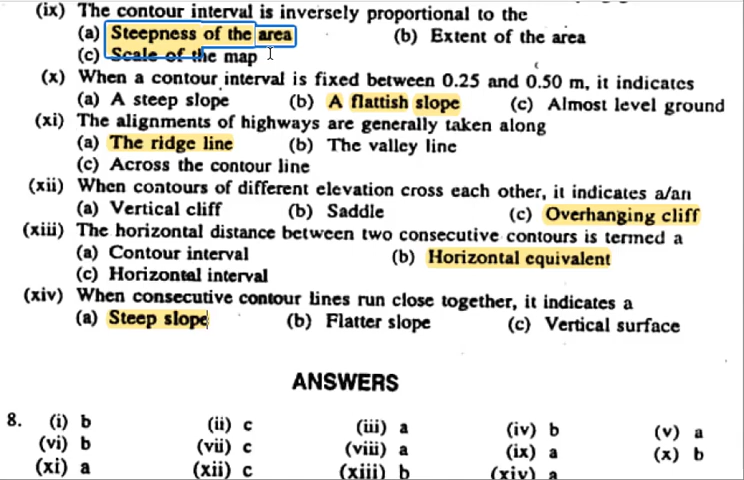 (ix) The contour interval is inversely proportional to the
(a) Steepness of the area (b) Extent of the area
(c) Scale of the map
(x) When a contour interval is fixed between 0.25 and 0.50 m, it indicates
(a) A steep slope (b) A flattish slope (c) Almost level ground
(xi) The alignments of highways are generally taken along
(a) The ridge line (b) The valley line
(c) Across the contour line
(xii) When contours of different elevation cross each other, it indicates a/an
(a) Vertical cliff (b) Saddle (c) Overhanging cliff
(xiii) The horizontal distance between two consecutive contours is termed a
(a) Contour interval (b) Horizontal equivalent
(c) Horizontal interval
(xiv) When consecutive contour lines run close together, it indicates a
(a) Steep slope (b) Flatter slope (c) Vertical surface
ANSWERS
8. (i) b (ii) c (iii) a (iv) b (v) a
(vi) b (vii) c (viii) a (ix) a (x) b
(xi) a (xii) c (xiii) b (xiv) a